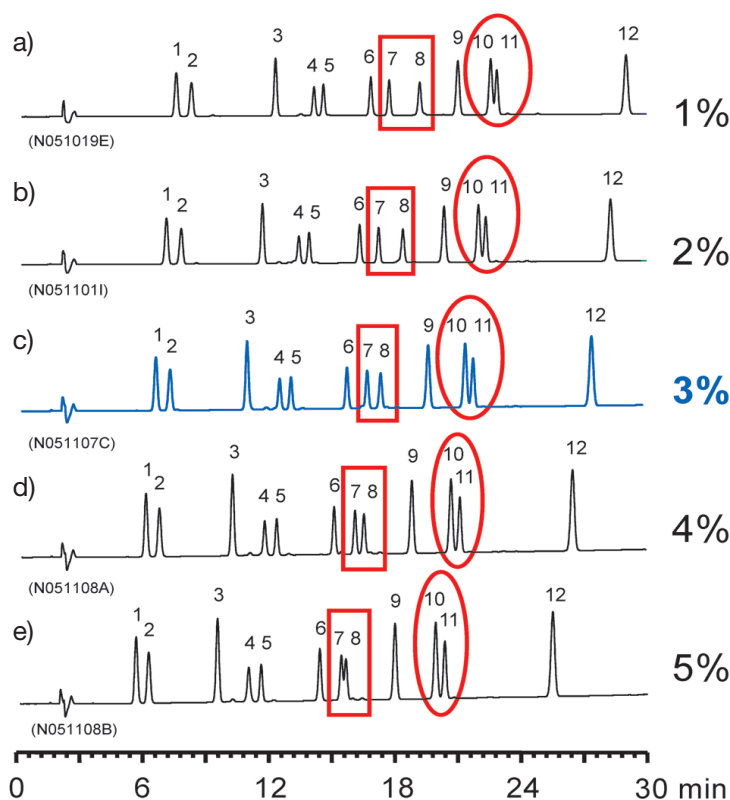 a)
1 2 3 4 5 6 7 8 9 10 11 12
1%
(N051019E)
b)
1 2 3 4 5 6 7 8 9 10 11 12
2%
(N051101I)
c)
1 2 3 4 5 6 7 8 9 10 11 12
3%
(N051107C)
d)
1 2 3 4 5 6 7 8 9 10 11 12
4%
(N051108A)
e)
1 2 3 4 5 6 7 8 9 10 11 12
5%
(N051108B)
0 6 12 18 24 30 min